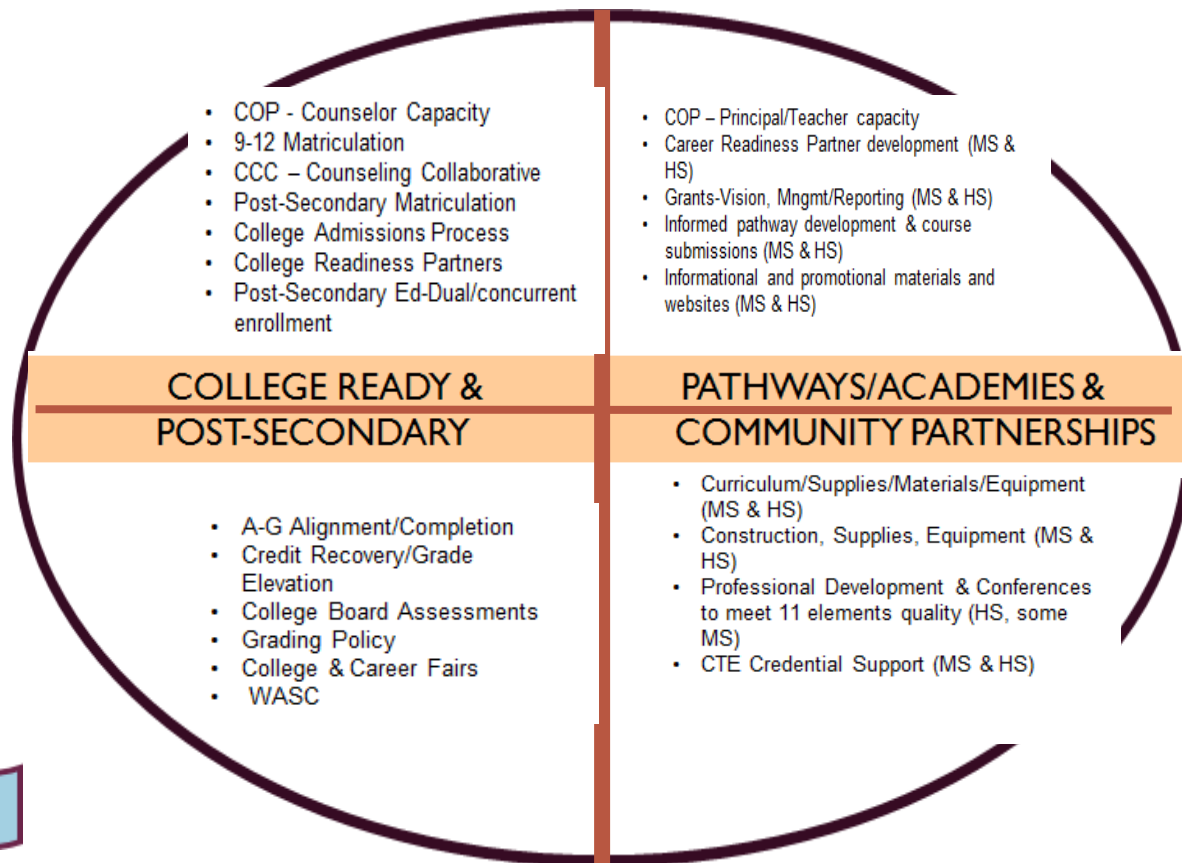 • COP - Counselor Capacity
• 9-12 Matriculation
• CCC – Counseling Collaborative
• Post-Secondary Matriculation
• College Admissions Process
• College Readiness Partners
• Post-Secondary Ed-Dual/concurrent
enrollment
• COP – Principal/Teacher capacity
• Career Readiness Partner development (MS &
HS)
• Grants-Vision, Mngmt/Reporting (MS & HS)
• Informed pathway development & course
submissions (MS & HS)
• Informational and promotional materials and
websites (MS & HS)
COLLEGE READY &
POST-SECONDARY
PATHWAYS/ACADEMIES &
COMMUNITY PARTNERSHIPS
• A-G Alignment/Completion
• Credit Recovery/Grade
Elevation
• College Board Assessments
• Grading Policy
• College & Career Fairs
• WASC
• Curriculum/Supplies/Materials/Equipment
(MS & HS)
• Construction, Supplies, Equipment (MS &
HS)
• Professional Development & Conferences
to meet 11 elements quality (HS, some
MS)
• CTE Credential Support (MS & HS)